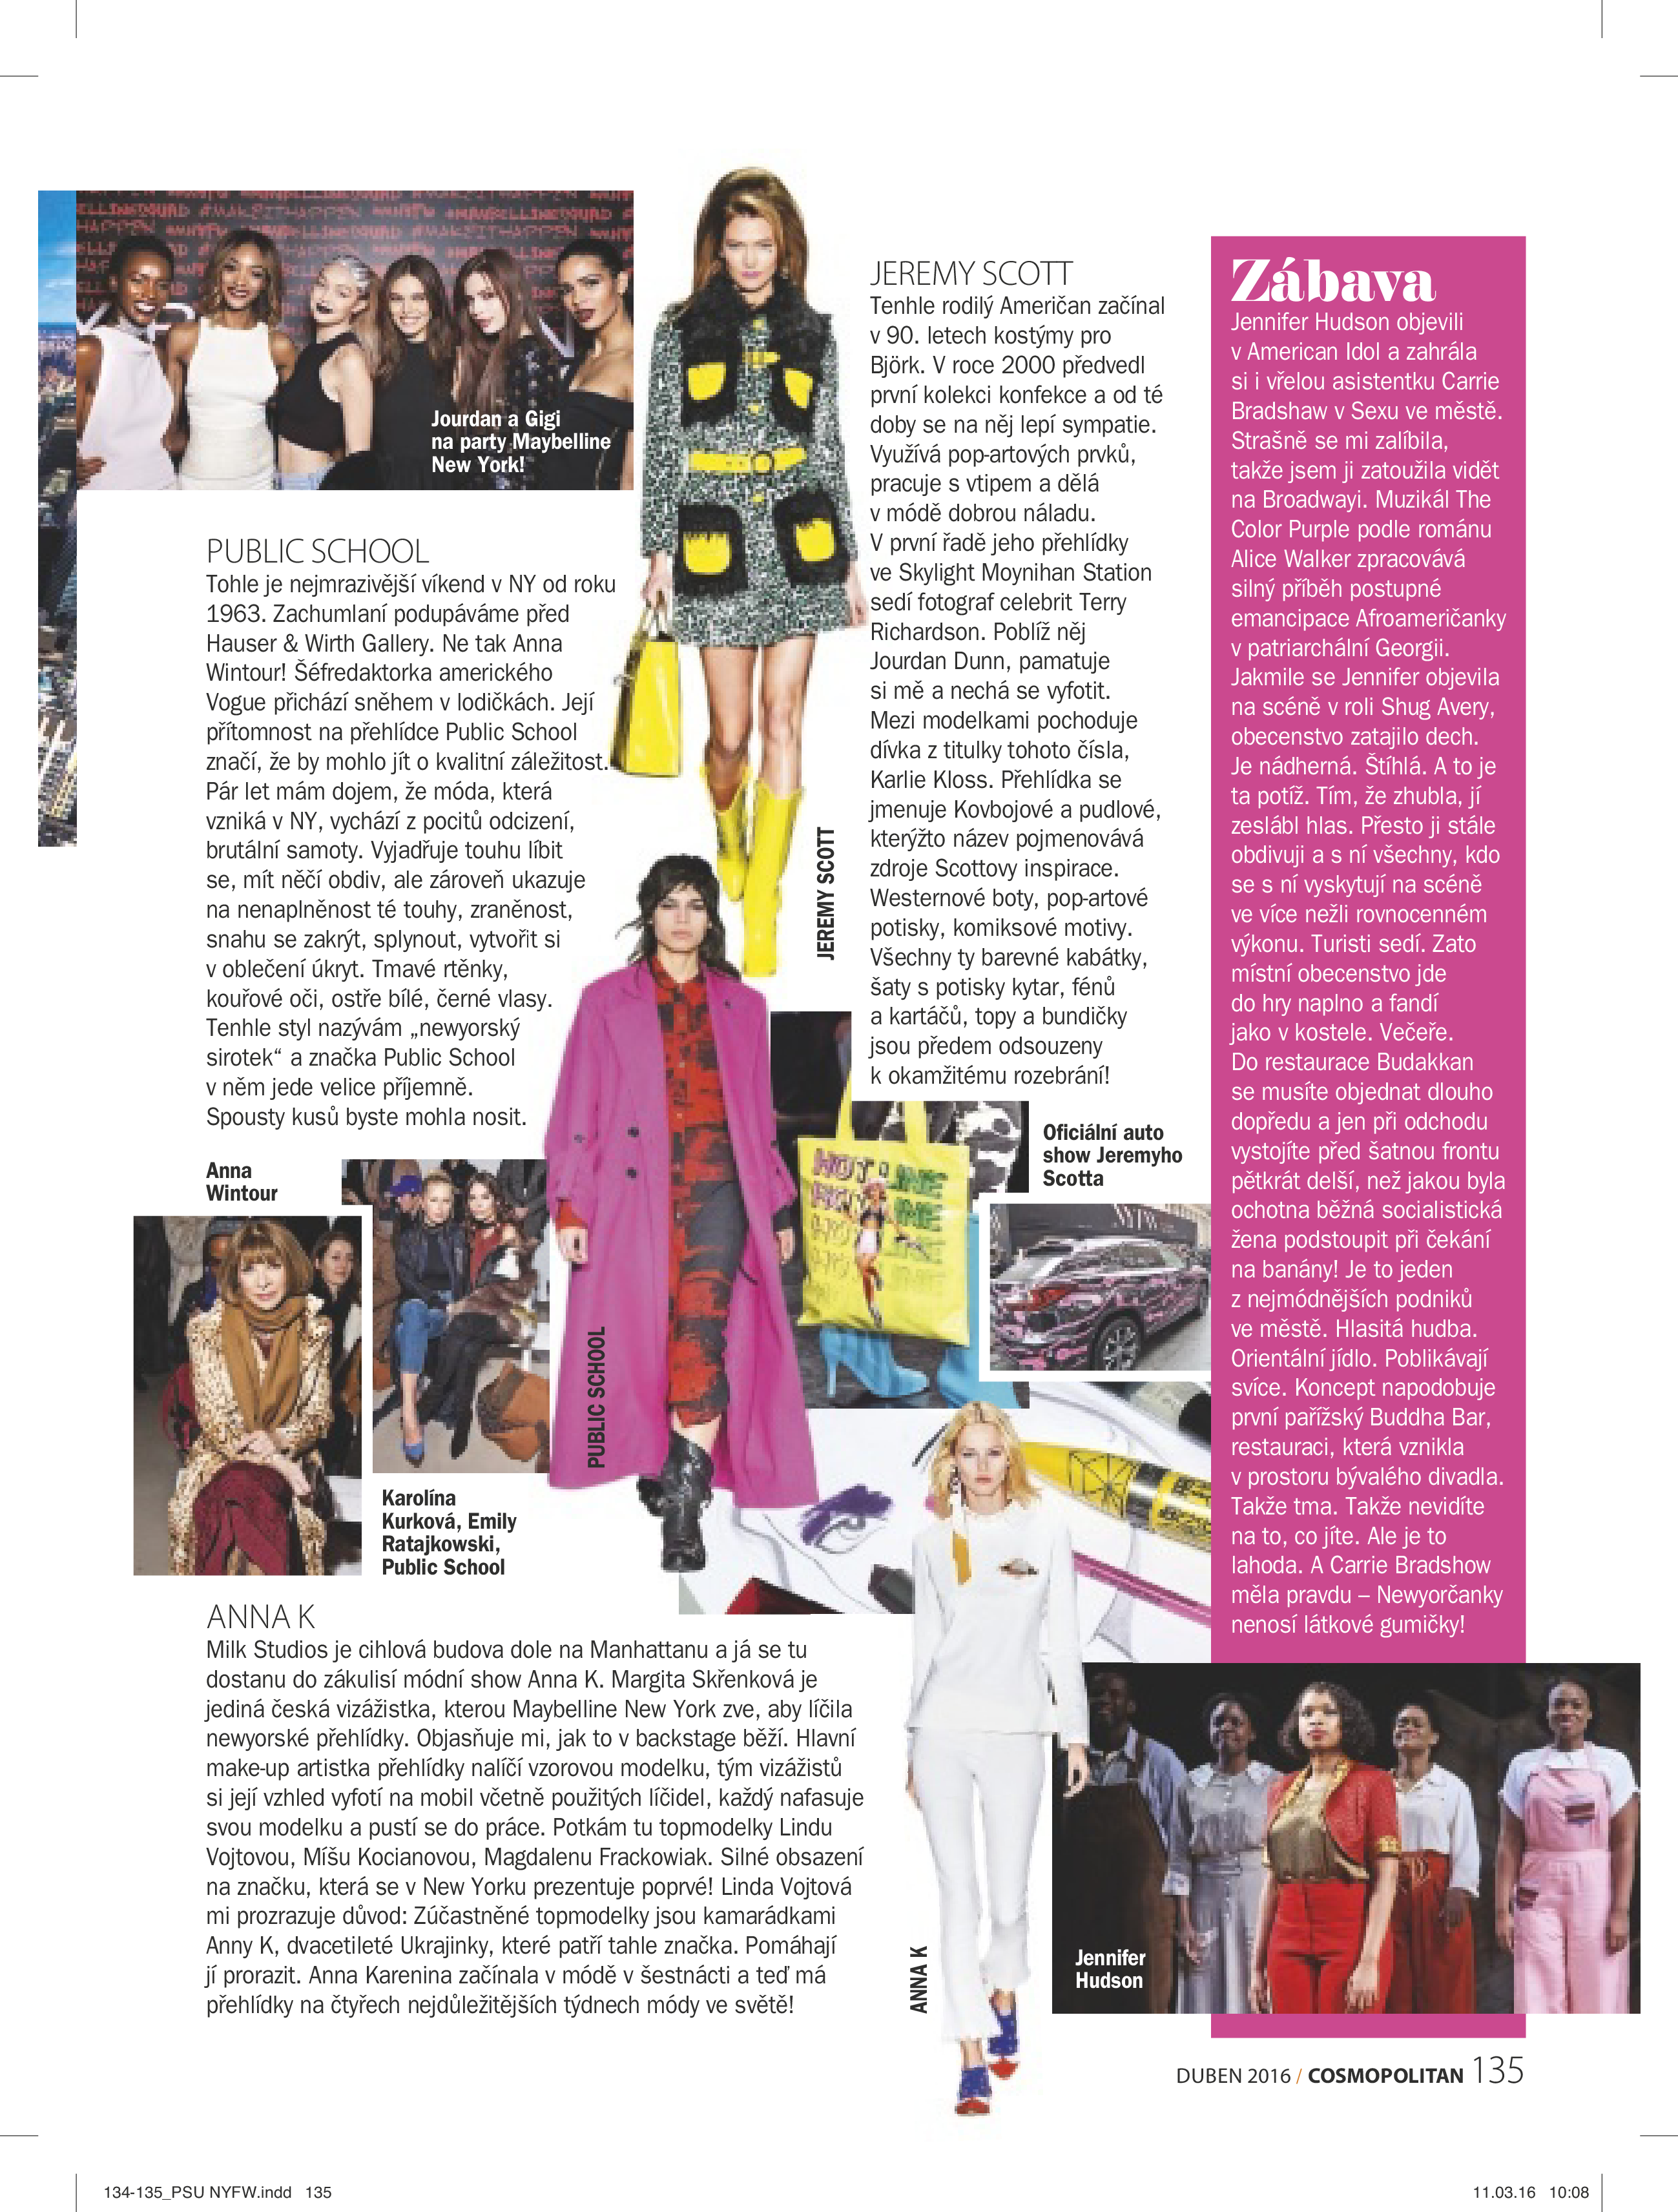 #MAKEITHAPPEN
Jourdan a Gigi
na party Maybelline
New York!
PUBLIC SCHOOL
Tohle je nejmrazivější víkend v NY od roku
1963. Zachumlaní podupáváme před
Hauser & Wirth Gallery. Ne tak Anna
Wintour! Šéfredaktorka amerického
Vogue přichází sněhem v lodičkách. Její
přítomnost na přehlídce Public School
značí, že by mohlo jít o kvalitní záležitost.
Pár let mám dojem, že móda, která
vzniká v NY, vychází z pocitů odcizení,
brutální samoty. Vyjadřuje touhu líbit
se, mít něčí obdiv, ale zároveň ukazuje
na nenaplněnost té touhy, zraněnost,
snahu se zakrýt, splynout, vytvořit si
v oblečení úkryt. Tmavé rtěnky,
kouřové oči, ostře bílé, černé vlasy.
Tenhle styl nazývám „newyorský
sirotek“ a značka Public School
v něm jede velice příjemně.
Spousty kusů byste mohla nosit.
Anna
Wintour
Karolína
Kurková, Emily
Ratajkowski,
Public School
PUBLIC SCHOOL
JEREMY SCOTT
JEREMY SCOTT
Tenhle rodilý Američan začínal
v 90. letech kostýmy pro
Björk. V roce 2000 předvedl
první kolekci konfekce a od té
doby se na něj lepí sympatie.
Využívá pop-artových prvků,
pracuje s vtipem a dělá
v módě dobrou náladu.
V první řadě jeho přehlídky
ve Skylight Moynihan Station
sedí fotograf celebrit Terry
Richardson. Poblíž něj
Jourdan Dunn, pamatuje
si mě a nechá se vyfotit.
Mezi modelkami pochoduje
dívka z titulky tohoto čísla,
Karlie Kloss. Přehlídka se
jmenuje Kovbojové a pudlové,
kterýžto název pojmenovává
zdroje Scottovy inspirace.
Westernové boty, pop-artové
potisky, komiksové motivy.
Všechny ty barevné kabátky,
šaty s potisky kytar, fénů
a kartáčů, topy a bundičky
jsou předem odsouzeny
k okamžitému rozebrání!
HOT LINE
Oficiální auto
show Jeremyho
Scotta
NYFW
ANNA K
Milk Studios je cihlová budova dole na Manhattanu a já se tu
dostanu do zákulisí módní show Anna K. Margita Skřenková je
jediná česká vizážistka, kterou Maybelline New York zve, aby líčila
newyorské přehlídky. Objasňuje mi, jak to v backstage běží. Hlavní
make-up artistka přehlídky nalíčí vzorovou modelku, tým vizážistů
si její vzhled vyfotí na mobil včetně použitých líčidel, každý nafasuje
svou modelku a pustí se do práce. Potkám tu topmodelky Lindu
Vojtovou, Míšu Kocianovou, Magdalenu Frackowiak. Silné obsazení
na značku, která se v New Yorku prezentuje poprvé! Linda Vojtová
mi prozrazuje důvod: Zúčastněné topmodelky jsou kamarádkami
Anny K, dvacetileté Ukrajinky, které patří tahle značka. Pomáhají
jí prorazit. Anna Karenina začínala v módě v šestnácti a teď má
přehlídky na čtyřech nejdůležitějších týdnech módy ve světě!
ANNA K
Zábava
Jennifer Hudson objevili
v American Idol a zahrála
si i vřelou asistentku Carrie
Bradshaw v Sexu ve městě.
Strašně se mi zalíbila,
takže jsem ji zatoužila vidět
na Broadwayi. Muzikál The
Color Purple podle románu
Alice Walker zpracovává
silný příběh postupné
emancipace Afroameričanky
v patriarchální Georgii.
Jakmile se Jennifer objevila
na scéně v roli Shug Avery,
obecenstvo zatajilo dech.
Je nádherná. Štíhlá. A to je
ta potíž. Tím, že zhubla, jí
zeslábl hlas. Přesto ji stále
obdivuji a s ní všechny, kdo
se s ní vyskytují na scéně
ve více nežli rovnocenném
výkonu. Turisti sedí. Zato
místní obecenstvo jde
do hry naplno a fandí
jako v kostele. Večeře.
Do restaurace Budakkan
se musíte objednat dlouho
dopředu a jen při odchodu
vystojíte před šatnou frontu
pětkrát delší, než jakou byla
ochotna běžná socialistická
žena podstoupit při čekání
na banány! Je to jeden
z nejmódnějších podniků
ve městě. Hlasitá hudba.
Orientální jídlo. Poblikávají
svíce. Koncept napodobuje
první pařížský Buddha Bar,
restauraci, která vznikla
v prostoru bývalého divadla.
Takže tma. Takže nevidíte
na to, co jíte. Ale je to
lahoda. A Carrie Bradshow
měla pravdu – Newyorčanky
nenosí látkové gumičky!
Jennifer
Hudson
DUBEN 2016 / COSMOPOLITAN 135
134-135_PSU NYFW.indd 135
11.03.16 10:08